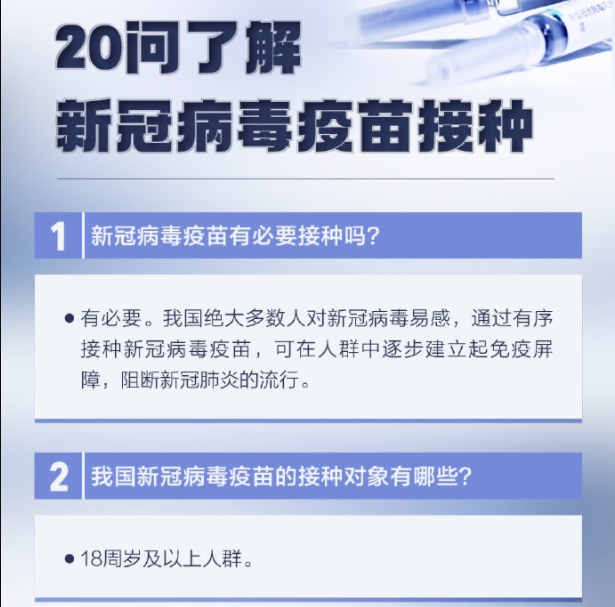 20问了解
新冠病毒疫苗接种
1 新冠病毒疫苗有必要接种吗?
●有必要。我国绝大多数人对新冠病毒易感，通过有序
接种新冠病毒疫苗，可在人群中逐步建立起免疫屏
障，阻断新冠肺炎的流行。
2 我国新冠病毒疫苗的接种对象有哪些?
●18周岁及以上人群。